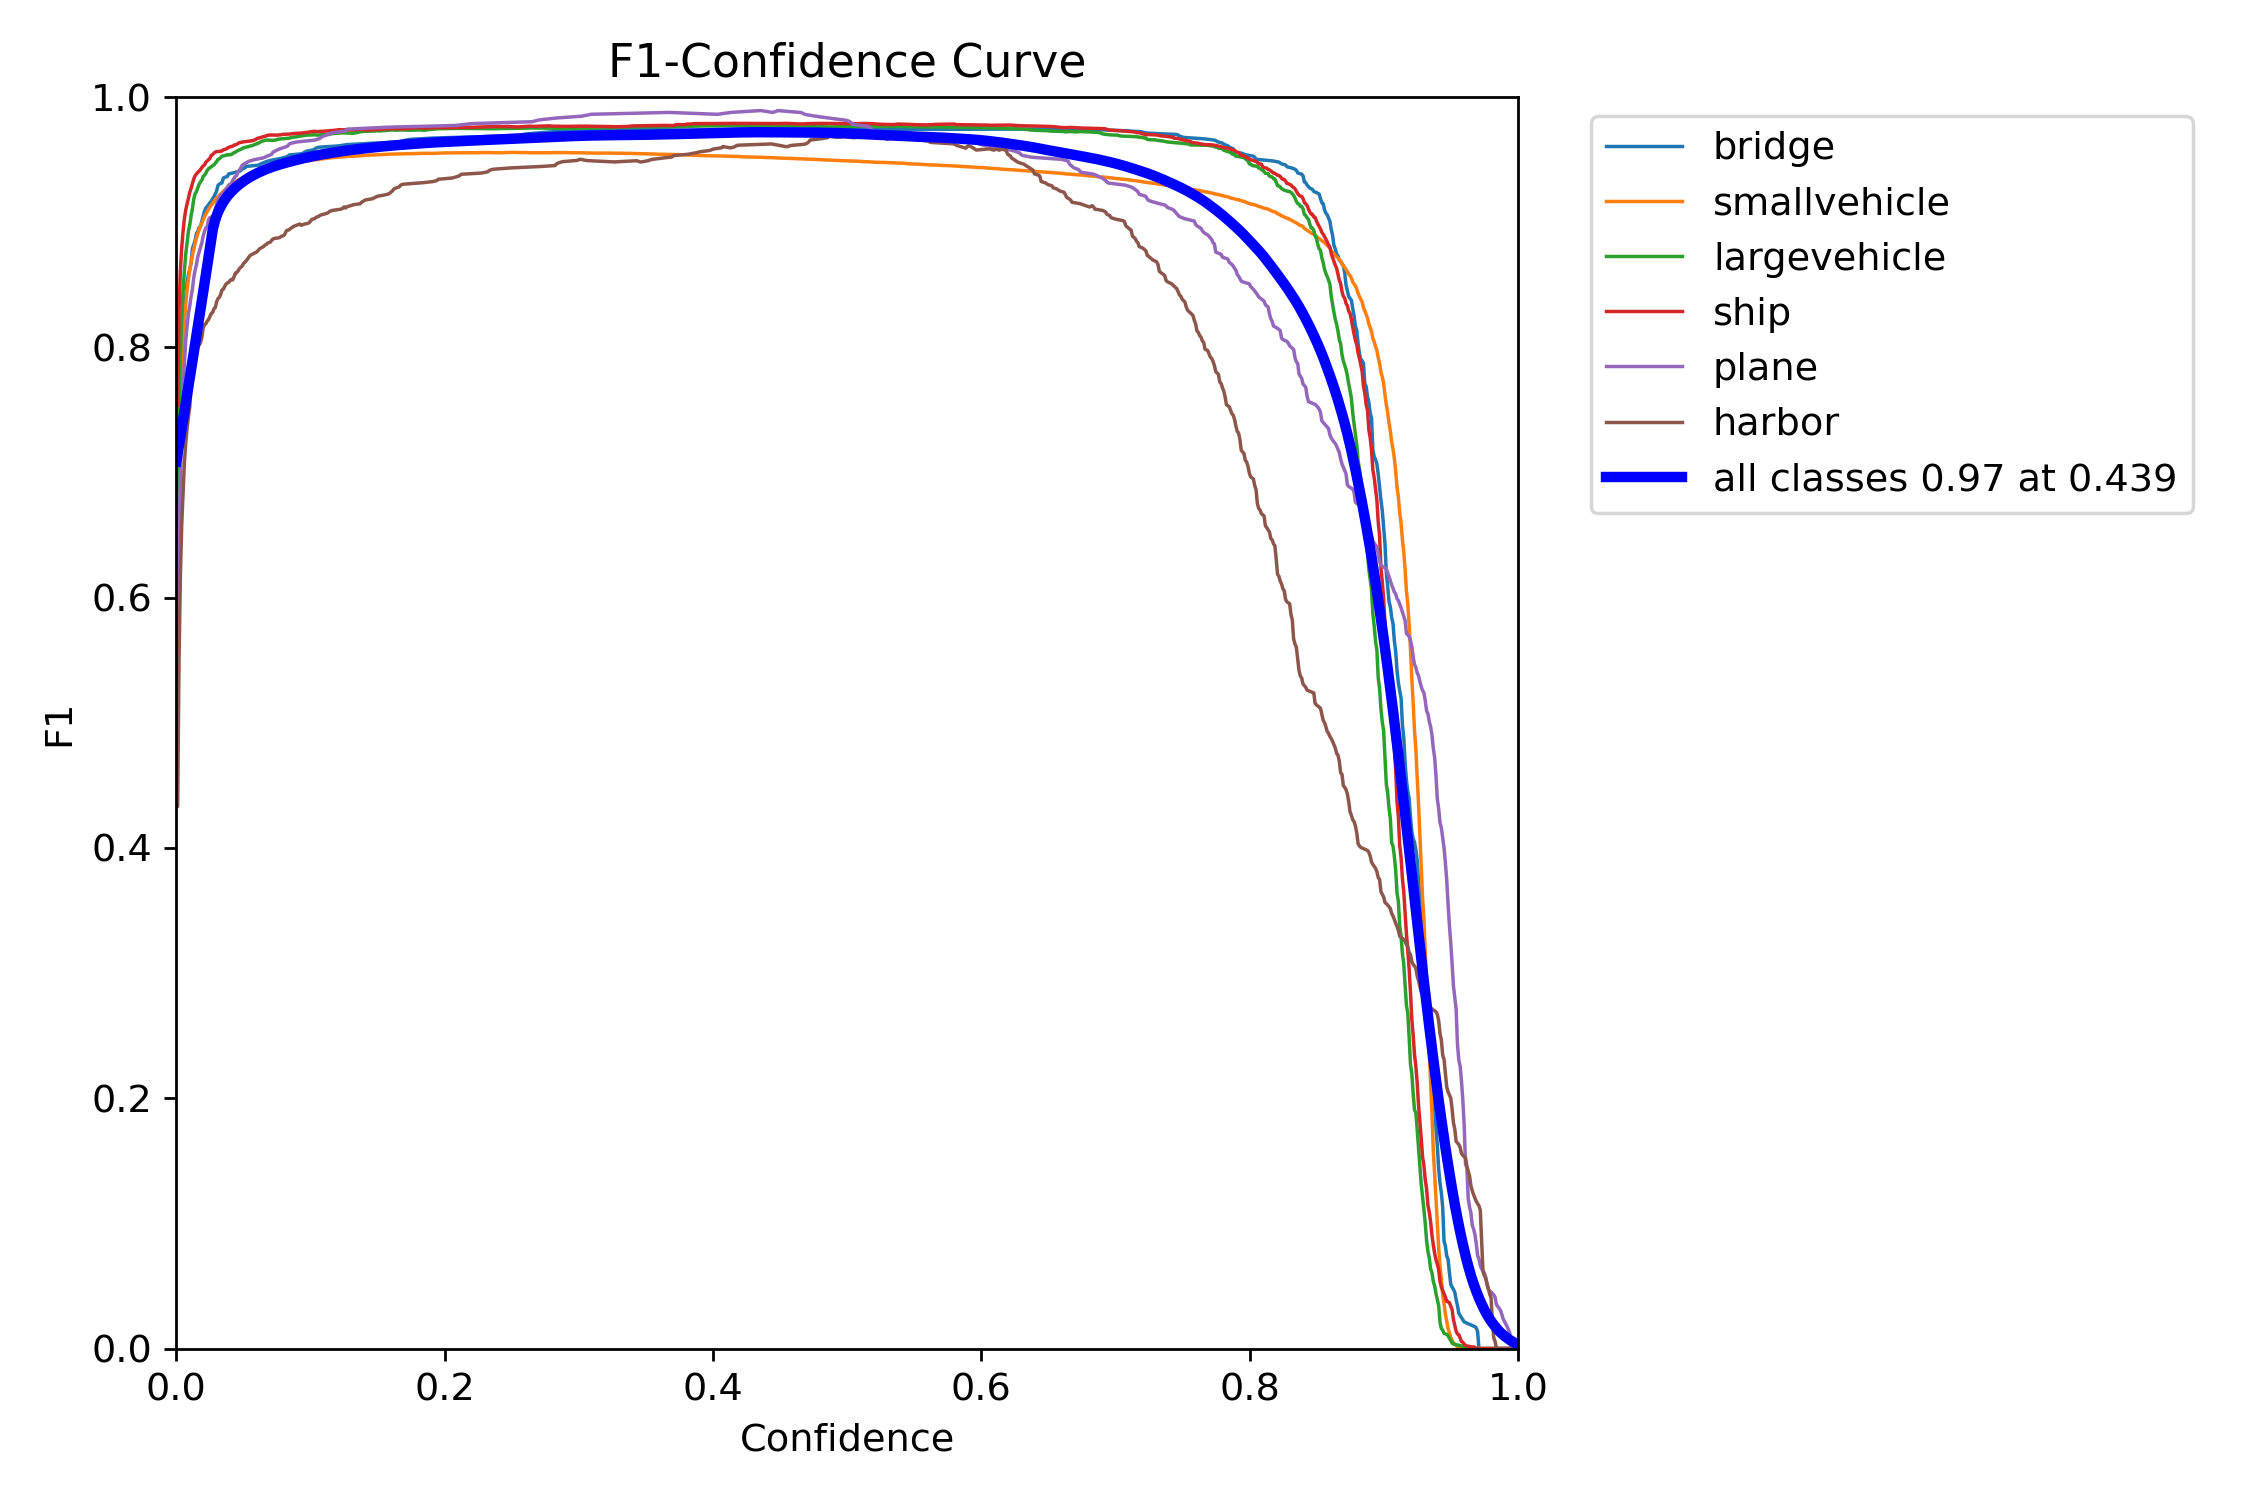 F1-Confidence Curve
1.0
0.8
0.6
0.4
0.2
0.0
F1
0.0 0.2 0.4 0.6 0.8 1.0
Confidence
bridge
smallvehicle
largevehicle
ship
plane
harbor
all classes 0.97 at 0.439